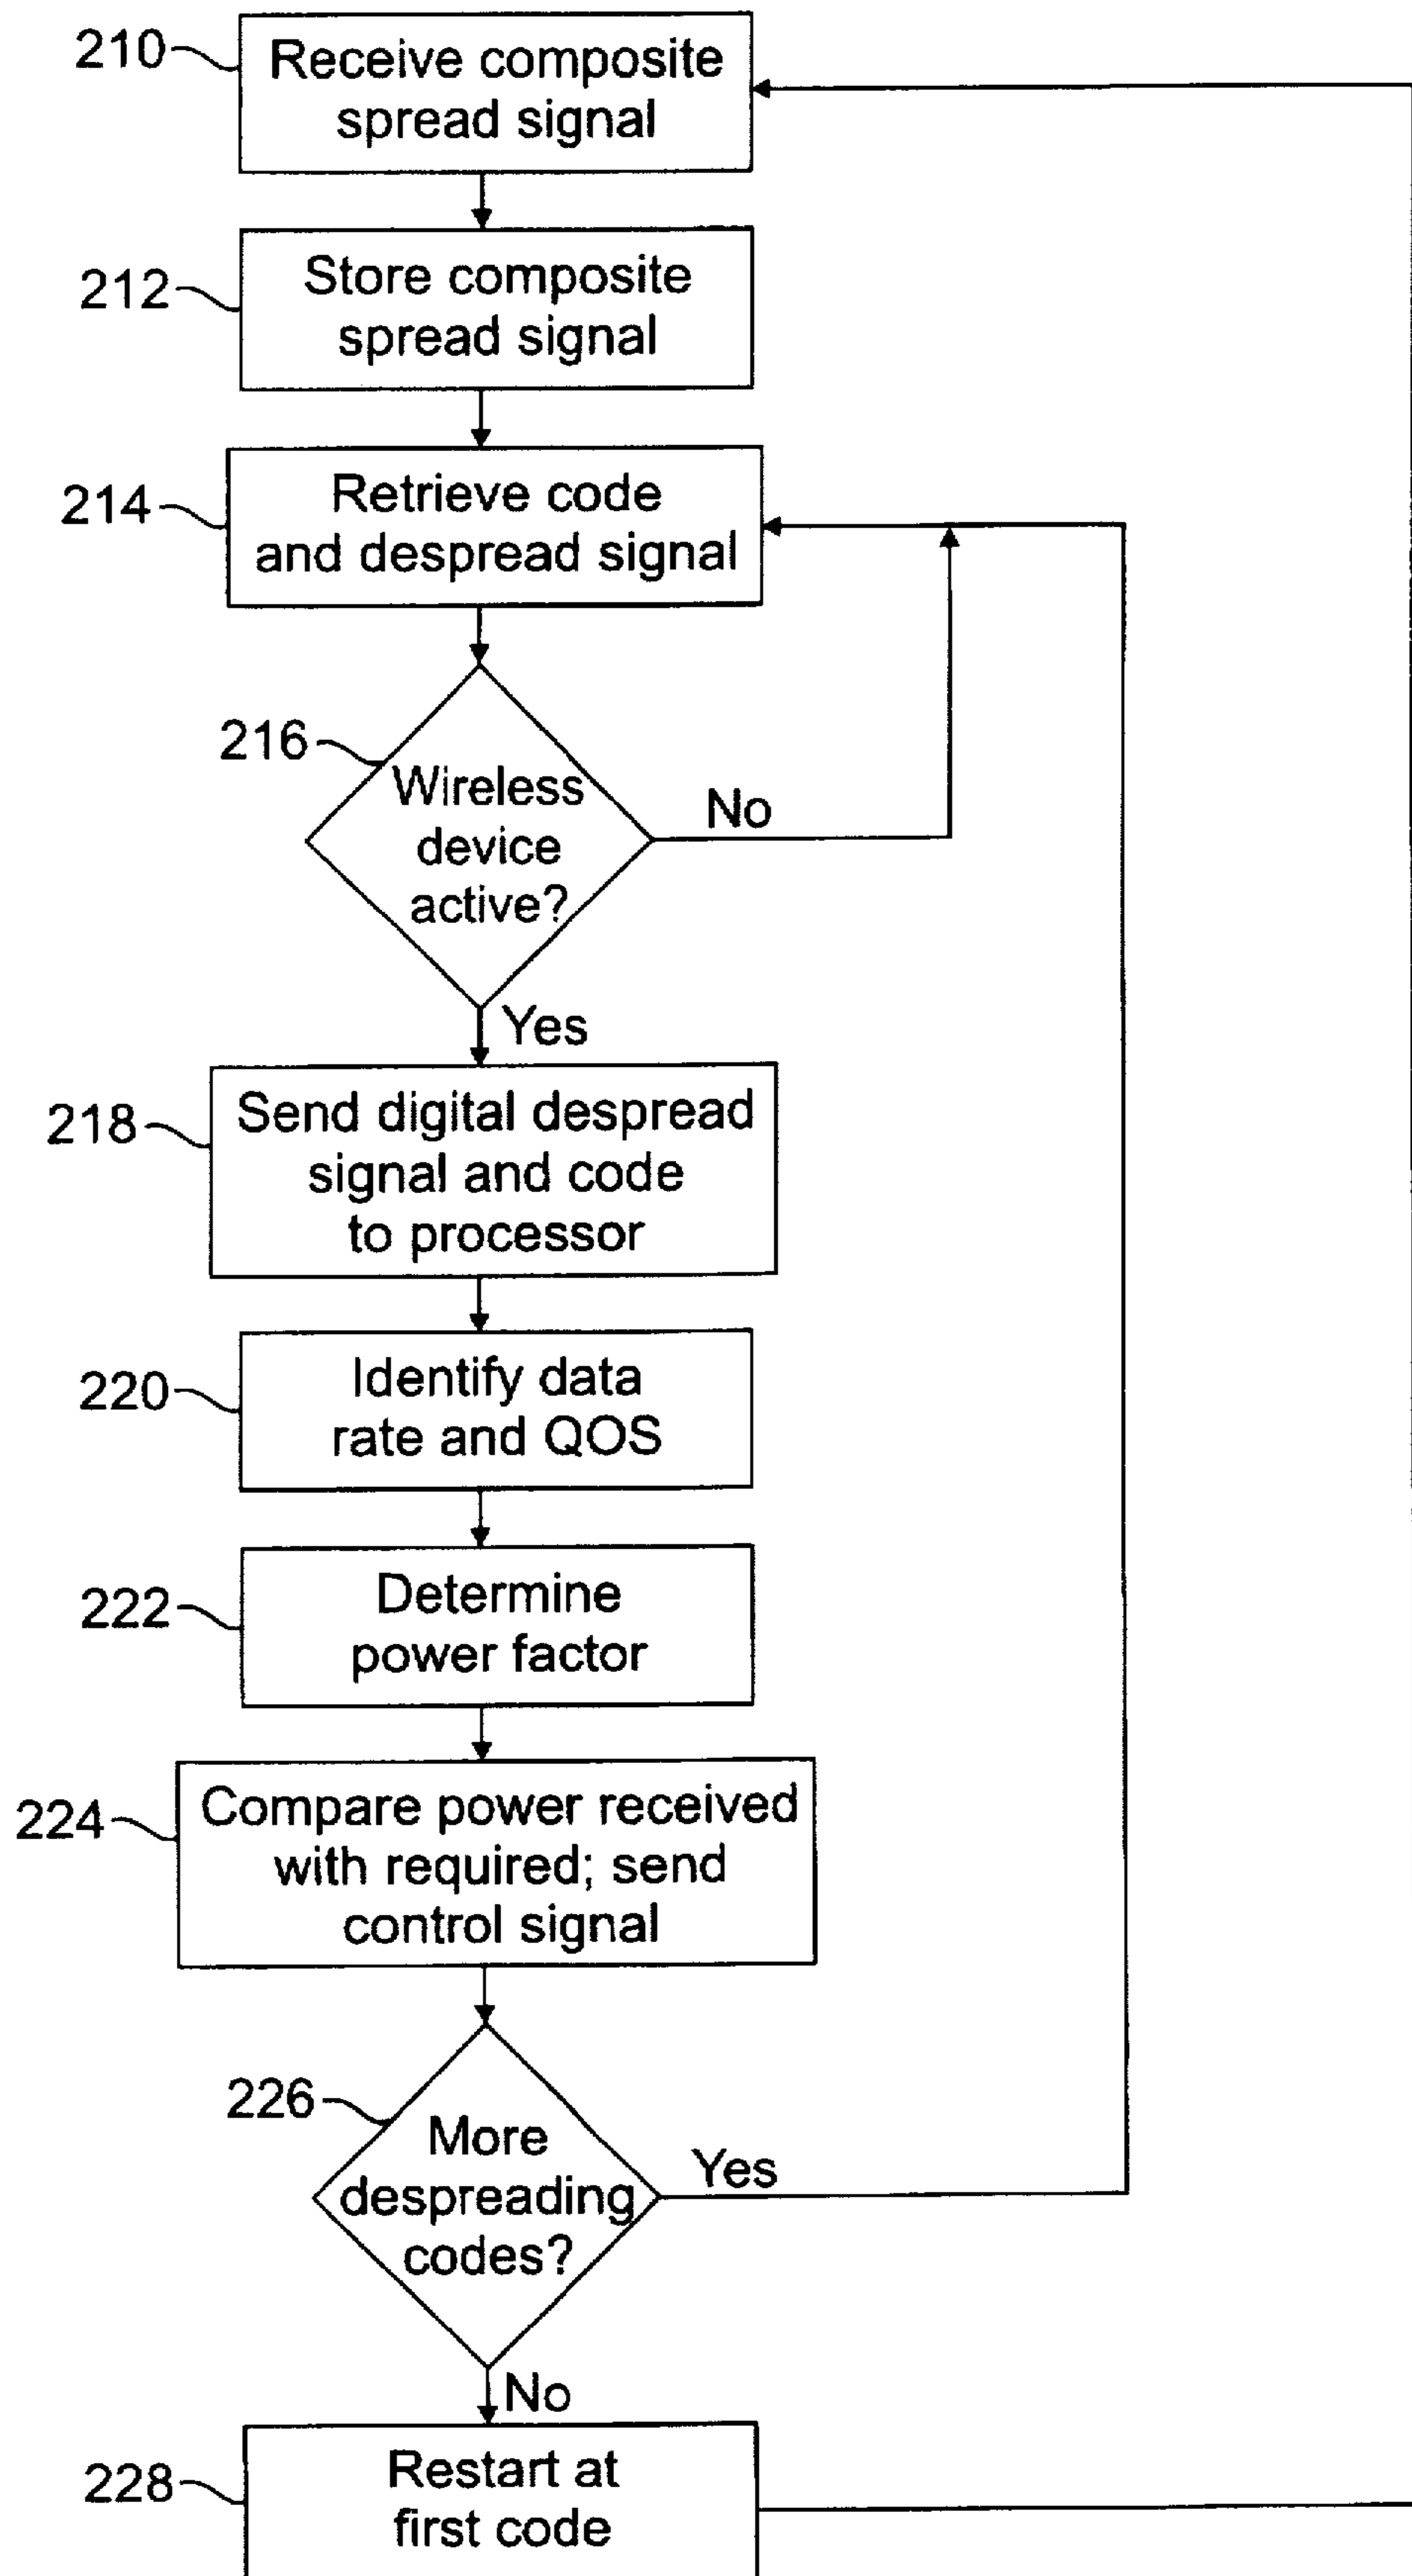 210
Receive composite
spread signal
212
Store composite
spread signal
214
Retrieve code
and despread signal
216
Wireless
device
active?
No
Yes
218
Send digital despread
signal and code
to processor
220
Identify data
rate and QOS
222
Determine
power factor
224
Compare power received
with required; send
control signal
226
More
despreading
codes?
Yes
No
228
Restart at
first code